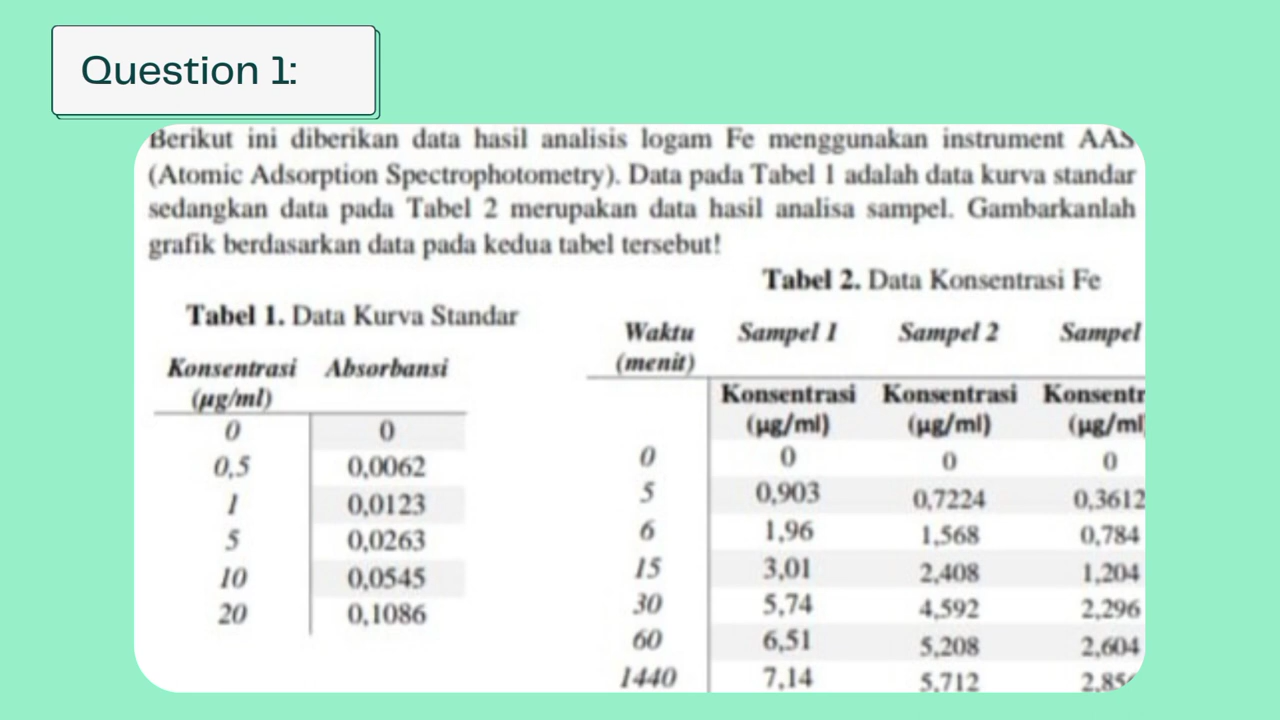 Question 1:
Berikut ini diberikan data hasil analisis logam Fe menggunakan instrument AAS
(Atomic Adsorption Spectrophotometry). Data pada Tabel 1 adalah data kurva standar
sedangkan data pada Tabel 2 merupakan data hasil analisa sampel. Gambarkanlah
grafik berdasarkan data pada kedua tabel tersebut!
Tabel 1. Data Kurva Standar
Konsentrasi Absorbansi
(µg/ml)
0 0
0,5 0,0062
1 0,0123
5 0,0263
10 0,0545
20 0,1086
Tabel 2. Data Konsentrasi Fe
Waktu Sampel 1 Sampel 2 Sampel
(menit)
Konsentrasi Konsentrasi Konsentr
(µg/ml) (µg/ml) (µg/ml
0 0 0 0
5 0,903 0,7224 0,3612
6 1,96 1,568 0,784
15 3,01 2,408 1,204
30 5,74 4,592 2,296
60 6,51 5,208 2,604
1440 7,14 5,712 2,85